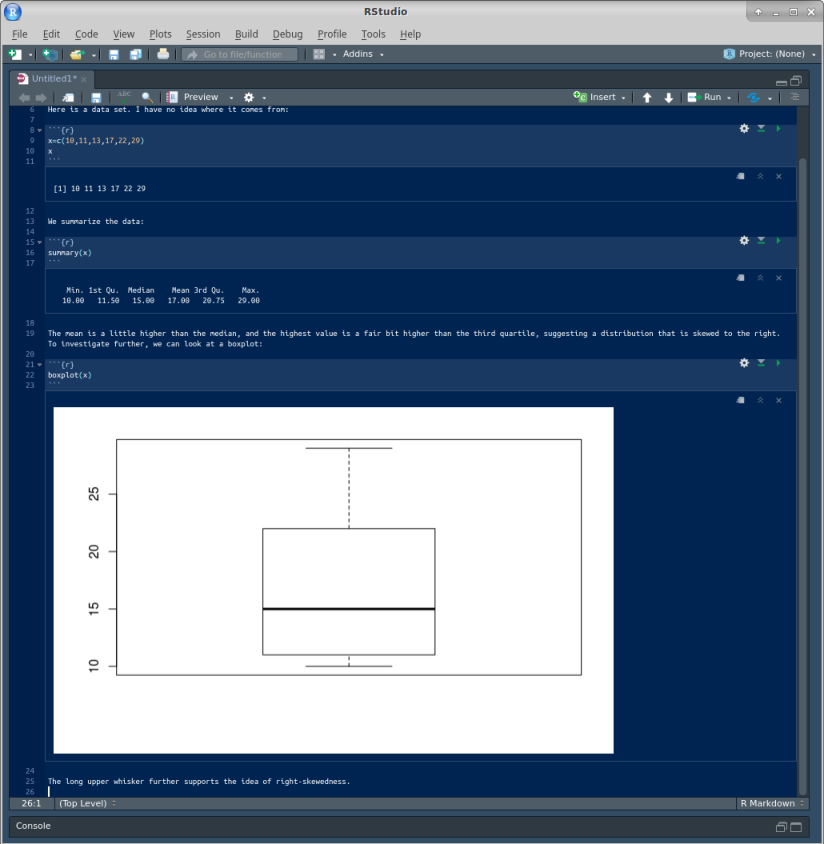 RStudio
File Edit Code View Plots Session Build Debug Profile Tools Help
Go to file/function Addins Project: (None)
Untitled1*
ABC Preview Insert Run
6 Here is a data set. I have no idea where it comes from:
7
8 ```{r}
9 x=c(10,11,13,17,22,29)
10 x
11 ```
[1] 10 11 13 17 22 29
12
13 We summarize the data:
14
15 ```{r}
16 summary(x)
17 ```
Min. 1st Qu. Median Mean 3rd Qu. Max.
10.00 11.50 15.00 17.00 20.75 29.00
18
19 The mean is a little higher than the median, and the highest value is a fair bit higher than the third quartile, suggesting a distribution that is skewed to the right.
To investigate further, we can look at a boxplot:
20
21 ```{r}
22 boxplot(x)
23 ```
25
20
15
10
24
25 The long upper whisker further supports the idea of right-skewedness.
26
26:1 (Top Level) R Markdown
Console